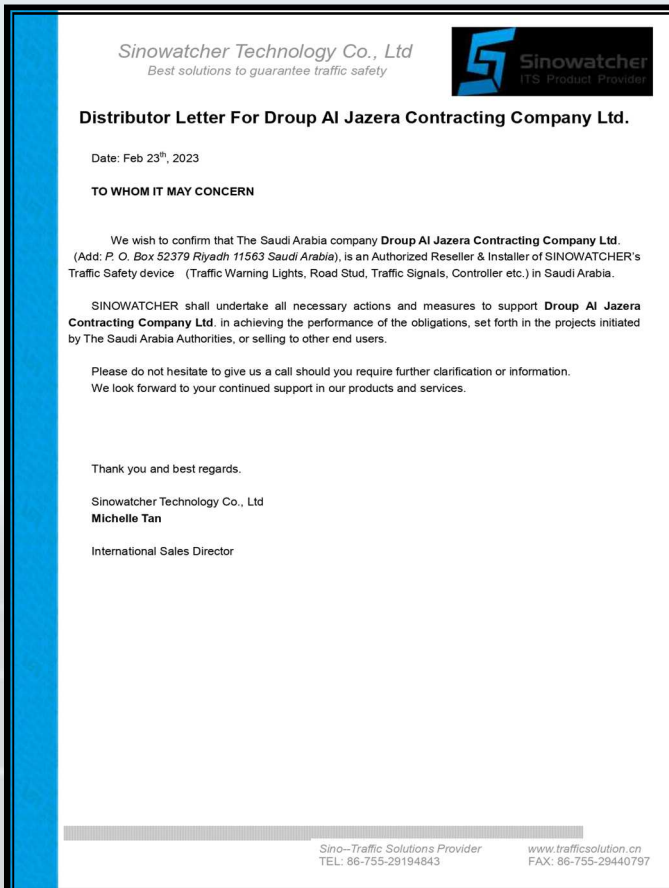 Sinowatcher Technology Co., Ltd
Best solutions to guarantee traffic safety
Sinowatcher
ITS Product Provider
Distributor Letter For Droup Al Jazera Contracting Company Ltd.
Date: Feb 23th, 2023
TO WHOM IT MAY CONCERN
We wish to confirm that The Saudi Arabia company Droup Al Jazera Contracting Company Ltd.
(Add: P. O. Box 52379 Riyadh 11563 Saudi Arabia), is an Authorized Reseller & Installer of SINOWATCHER's
Traffic Safety device (Traffic Warning Lights, Road Stud, Traffic Signals, Controller etc.) in Saudi Arabia.
SINOWATCHER shall undertake all necessary actions and measures to support Droup Al Jazera
Contracting Company Ltd. in achieving the performance of the obligations, set forth in the projects initiated
by The Saudi Arabia Authorities, or selling to other end users.
Please do not hesitate to give us a call should you require further clarification or information.
We look forward to your continued support in our products and services.
Thank you and best regards.
Sinowatcher Technology Co., Ltd
Michelle Tan
International Sales Director
Sino--Traffic Solutions Provider www.trafficsolution.cn
TEL: 86-755-29194843 FAX: 86-755-29440797